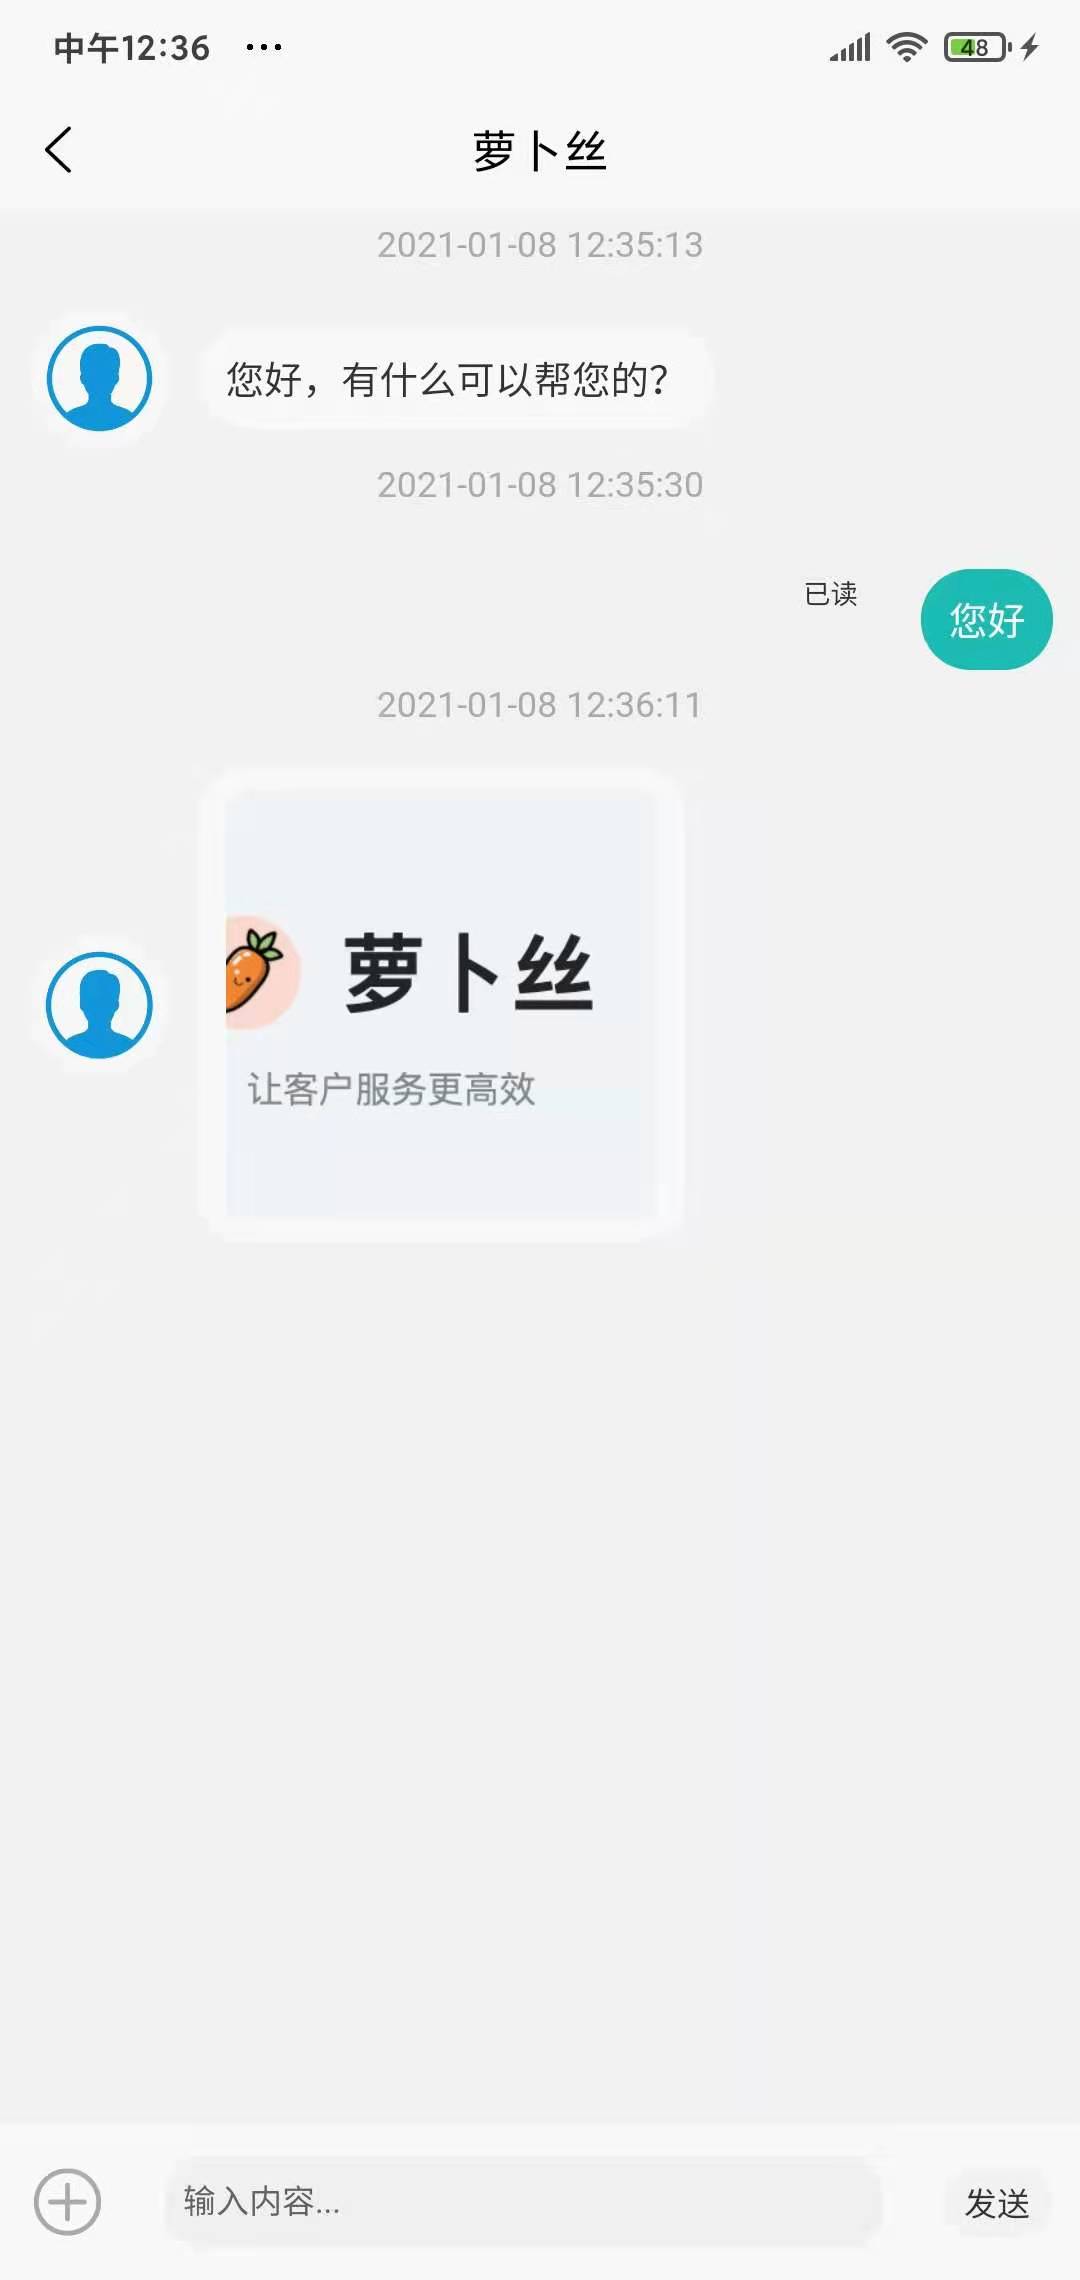 中午12:36 ...
48
萝卜丝
2021-01-08 12:35:13
您好，有什么可以帮您的？
2021-01-08 12:35:30
已读
您好
2021-01-08 12:36:11
萝卜丝
让客户服务更高效
输入内容...
发送